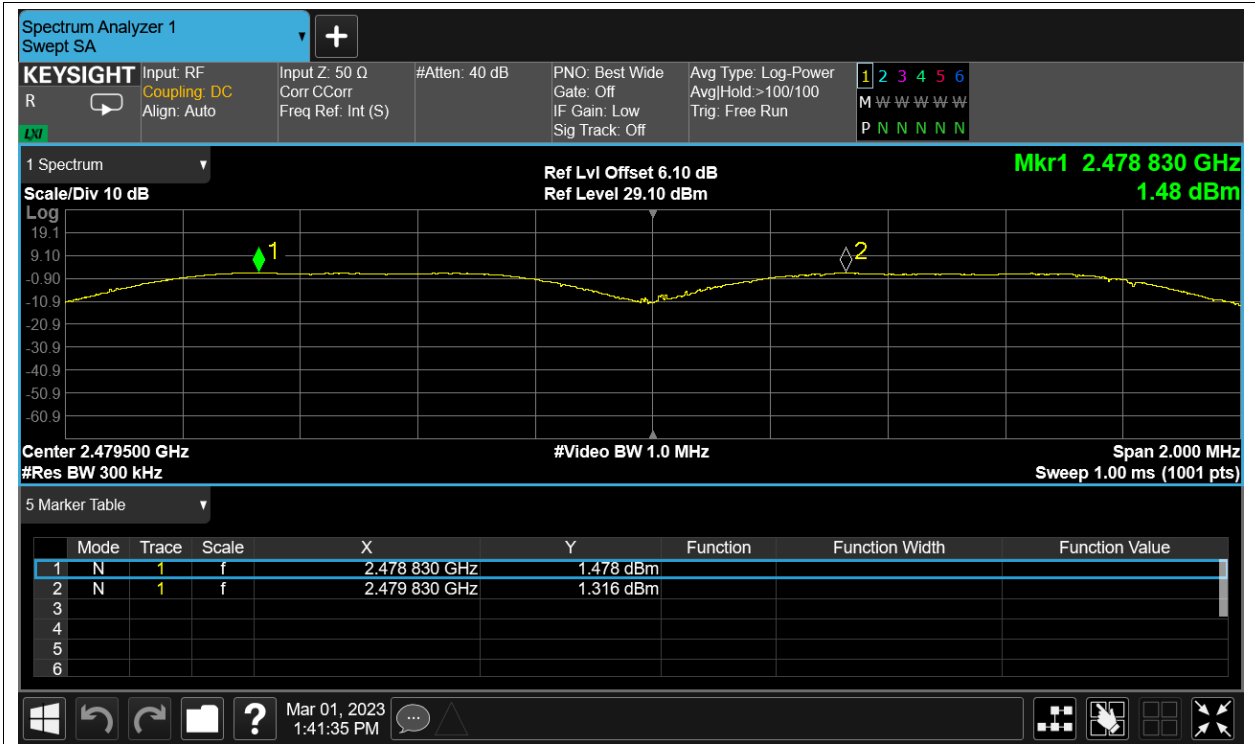 Spectrum Analyzer 1
Swept SA
KEYSIGHT
R
LXI
Input: RF
Coupling: DC
Align: Auto
Input Z: 50 Ω
Corr CCorr
Freq Ref: Int (S)
#Atten: 40 dB
PNO: Best Wide
Gate: Off
IF Gain: Low
Sig Track: Off
Avg Type: Log-Power
Avg|Hold:>100/100
Trig: Free Run
1 2 3 4 5 6
M W W W W W W
P N N N N N N
1 Spectrum
Scale/Div 10 dB
Ref Lvl Offset 6.10 dB
Ref Level 29.10 dBm
Mkr1 2.478 830 GHz
1.48 dBm
Log
19.1
9.10
-0.90
-10.9
-20.9
-30.9
-40.9
-50.9
-60.9
1
2
Center 2.479500 GHz
#Video BW 1.0 MHz
Span 2.000 MHz
#Res BW 300 kHz
Sweep 1.00 ms (1001 pts)
5 Marker Table
Mode Trace Scale X Y Function Function Width Function Value
1 N 1 f 2.478 830 GHz 1.478 dBm
2 N 1 f 2.479 830 GHz 1.316 dBm
3
4
5
6
?
Mar 01, 2023
1:41:35 PM